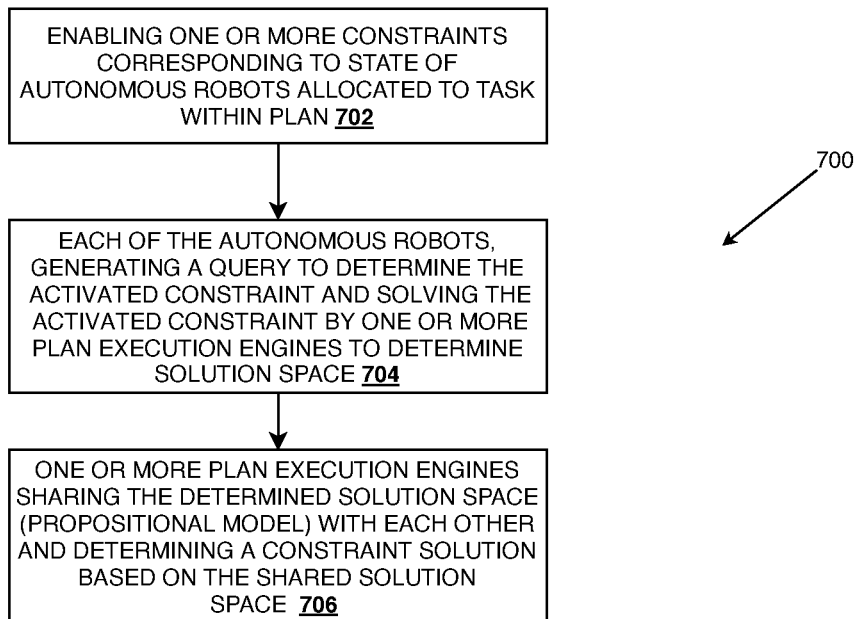 ENABLING ONE OR MORE CONSTRAINTS
CORRESPONDING TO STATE OF
AUTONOMOUS ROBOTS ALLOCATED TO TASK
WITHIN PLAN 702
700
EACH OF THE AUTONOMOUS ROBOTS,
GENERATING A QUERY TO DETERMINE THE
ACTIVATED CONSTRAINT AND SOLVING THE
ACTIVATED CONSTRAINT BY ONE OR MORE
PLAN EXECUTION ENGINES TO DETERMINE
SOLUTION SPACE 704
ONE OR MORE PLAN EXECUTION ENGINES
SHARING THE DETERMINED SOLUTION SPACE
(PROPOSITIONAL MODEL) WITH EACH OTHER
AND DETERMINING A CONSTRAINT SOLUTION
BASED ON THE SHARED SOLUTION
SPACE 706